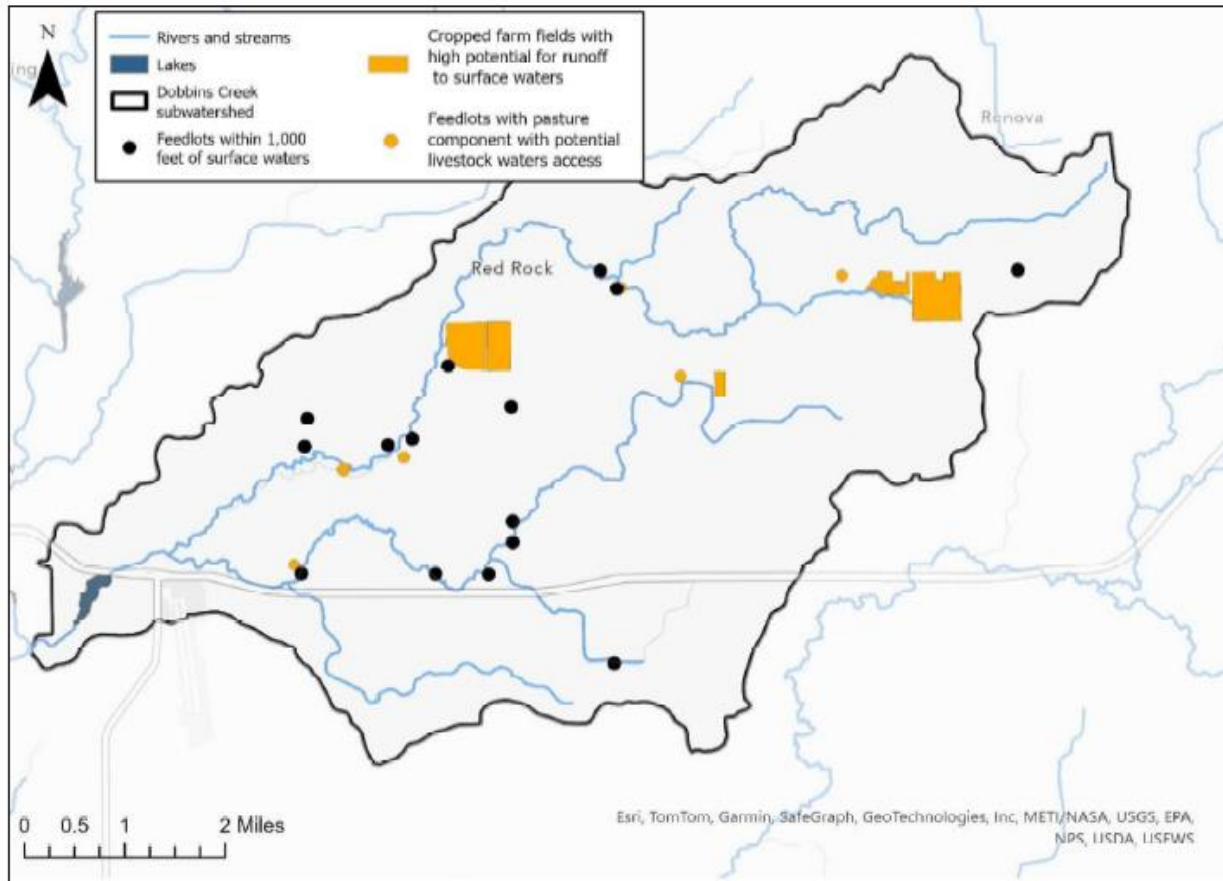 N
ing
Rivers and streams
Lakes
Dobbins Creek
subwatershed
Feedlots within 1,000
feet of surface waters
Cropped farm fields with
high potential for runoff
to surface waters
Feedlots with pasture
component with potential
livestock waters access
Renova
Red Rock
0 0.5 1 2 Miles
Esri, TomTom, Garmin, SafeGraph, GeoTechnologies, Inc, METI/NASA, USGS, EPA,
NPS, USDA, USFWS